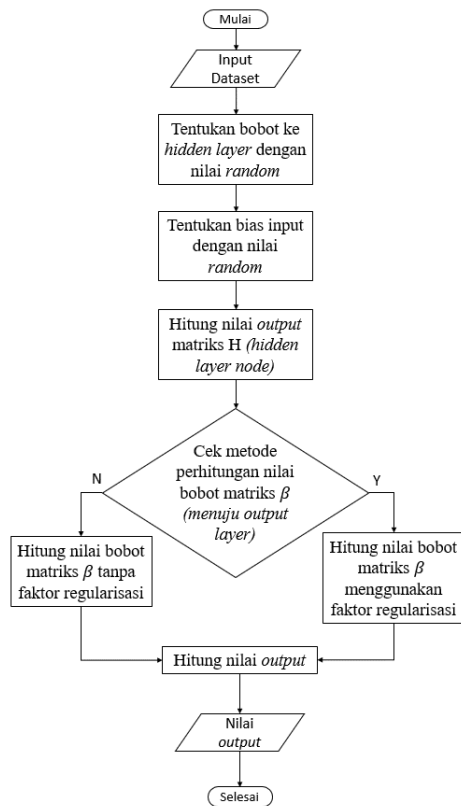 Mulai
Input
Dataset
Tentukan bobot ke
hidden layer dengan
nilai random
Tentukan bias input
dengan nilai
random
Hitung nilai output
matriks H (hidden
layer node)
Cek metode
perhitungan nilai
bobot matriks β
(menuju output
layer)
N
Y
Hitung nilai bobot
matriks β tanpa
faktor regularisasi
Hitung nilai bobot
matriks β
menggunakan
faktor regularisasi
Hitung nilai output
Nilai
output
Selesai